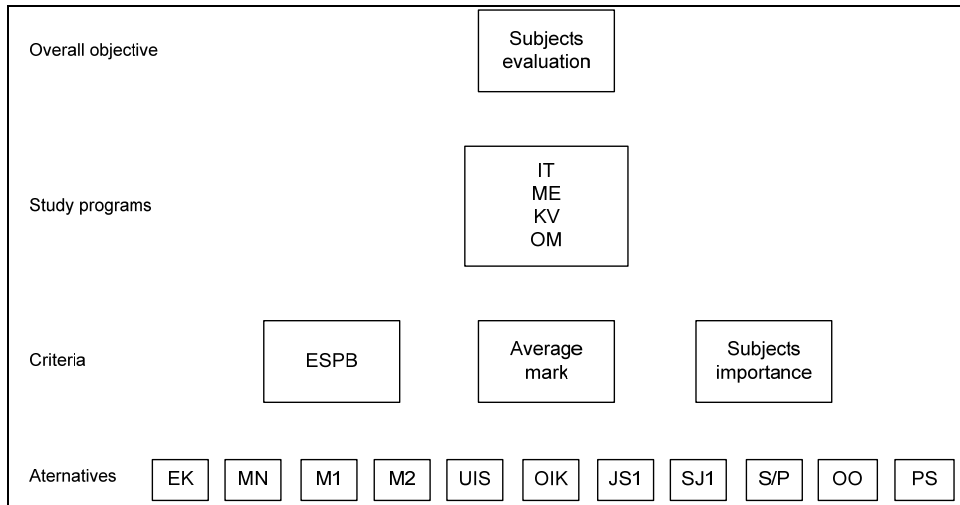 Overall objective
Subjects
evaluation
Study programs
IT
ME
KV
OM
Criteria
ESPB
Average
mark
Subjects
importance
Aternatives
EK
MN
M1
M2
UIS
OIK
JS1
SJ1
S/P
OO
PS